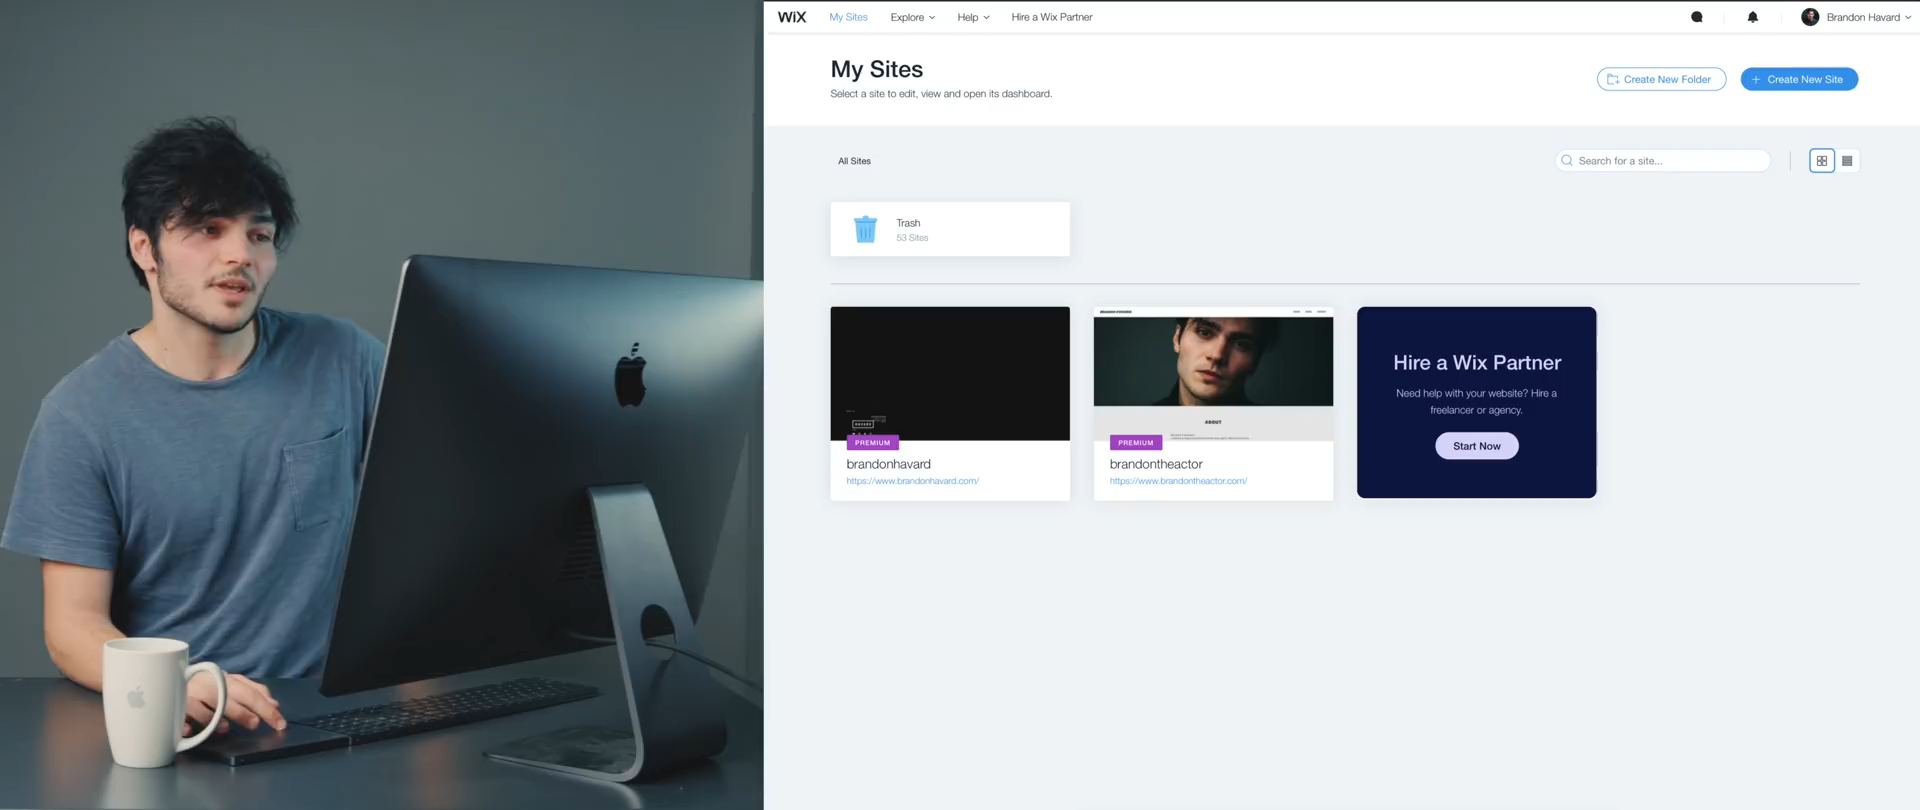 WiX My Sites Explore Help Hire a Wix Partner Brandon Havard
My Sites
Select a site to edit, view and open its dashboard.
Create New Folder
Create New Site
All Sites
Search for a site...
Trash
53 Sites
HAVARD
PREMIUM
brandonhavard
https://www.brandonhavard.com/
ABOUT
PREMIUM
brandontheactor
https://www.brandontheactor.com/
Hire a Wix Partner
Need help with your website? Hire a
freelancer or agency.
Start Now